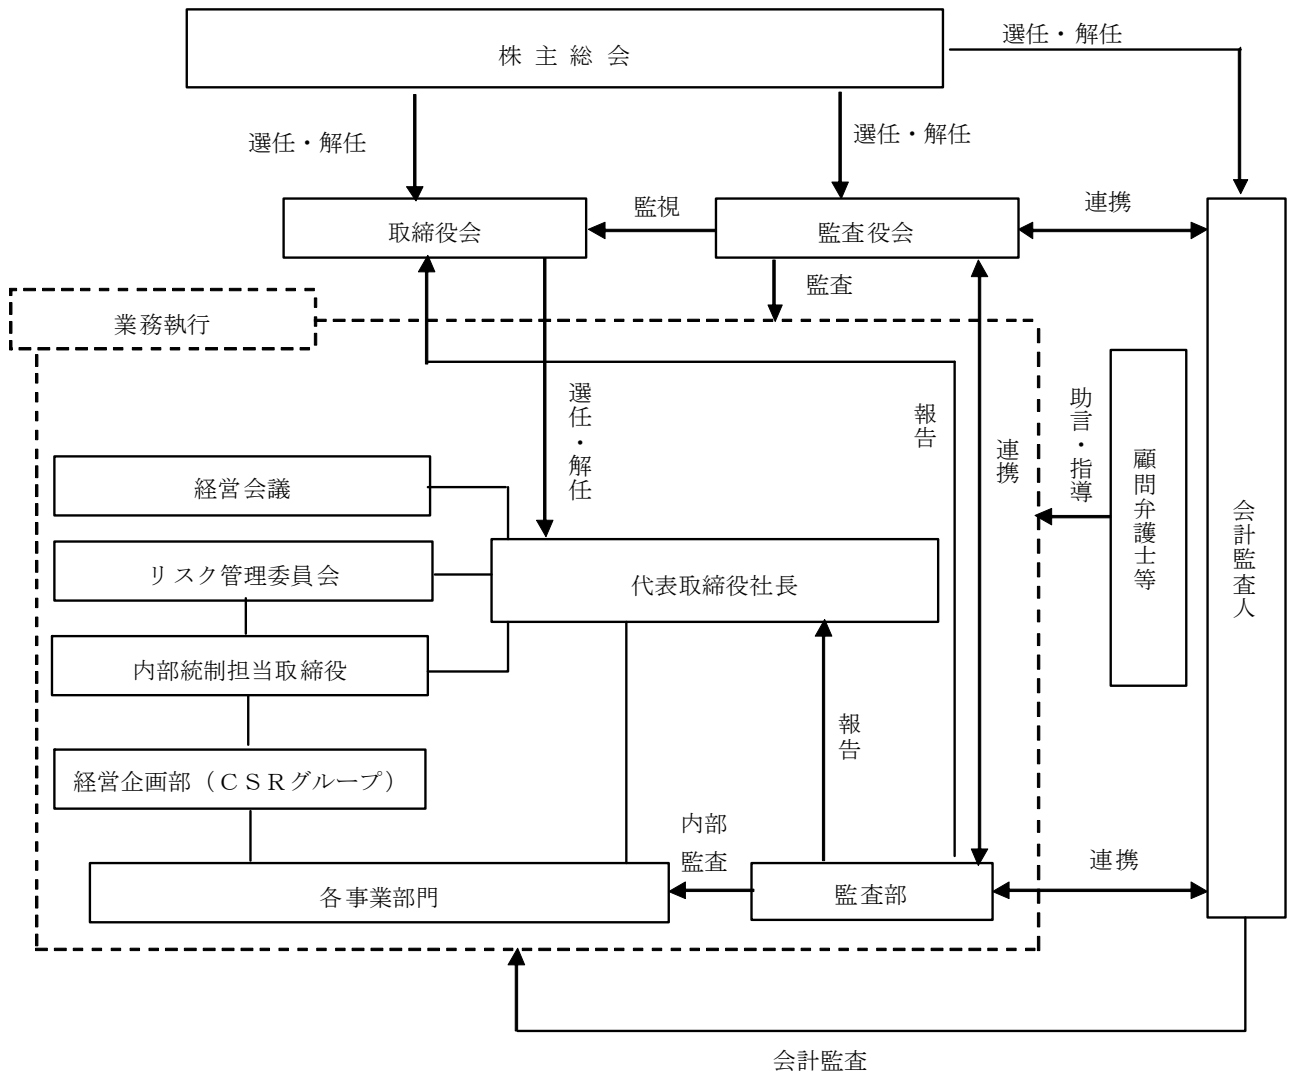 選任・解任
株 主 総 会
選任・解任
選任・解任
監視
連携
取締役会
監査役会
監査
業務執行
選任・解任
報告
連携
助言・指導
顧問弁護士等
会計監査人
経営会議
リスク管理委員会
代表取締役社長
内部統制担当取締役
報告
経営企画部（ＣＳＲグループ）
内部
監査
連携
各事業部門
監査部
会計監査